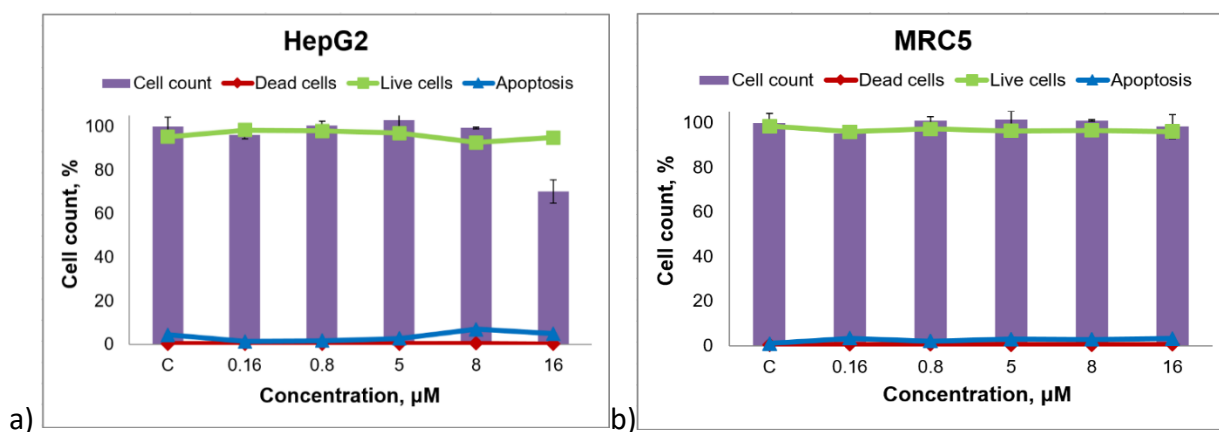 HepG2
Cell count Dead cells Live cells Apoptosis
100
80
60
40
20
0
Cell count, %
C 0.16 0.8 5 8 16
Concentration, µM
a)
MRC5
Cell count Dead cells Live cells Apoptosis
100
80
60
40
20
0
Cell count, %
C 0.16 0.8 5 8 16
Concentration, µM
b)